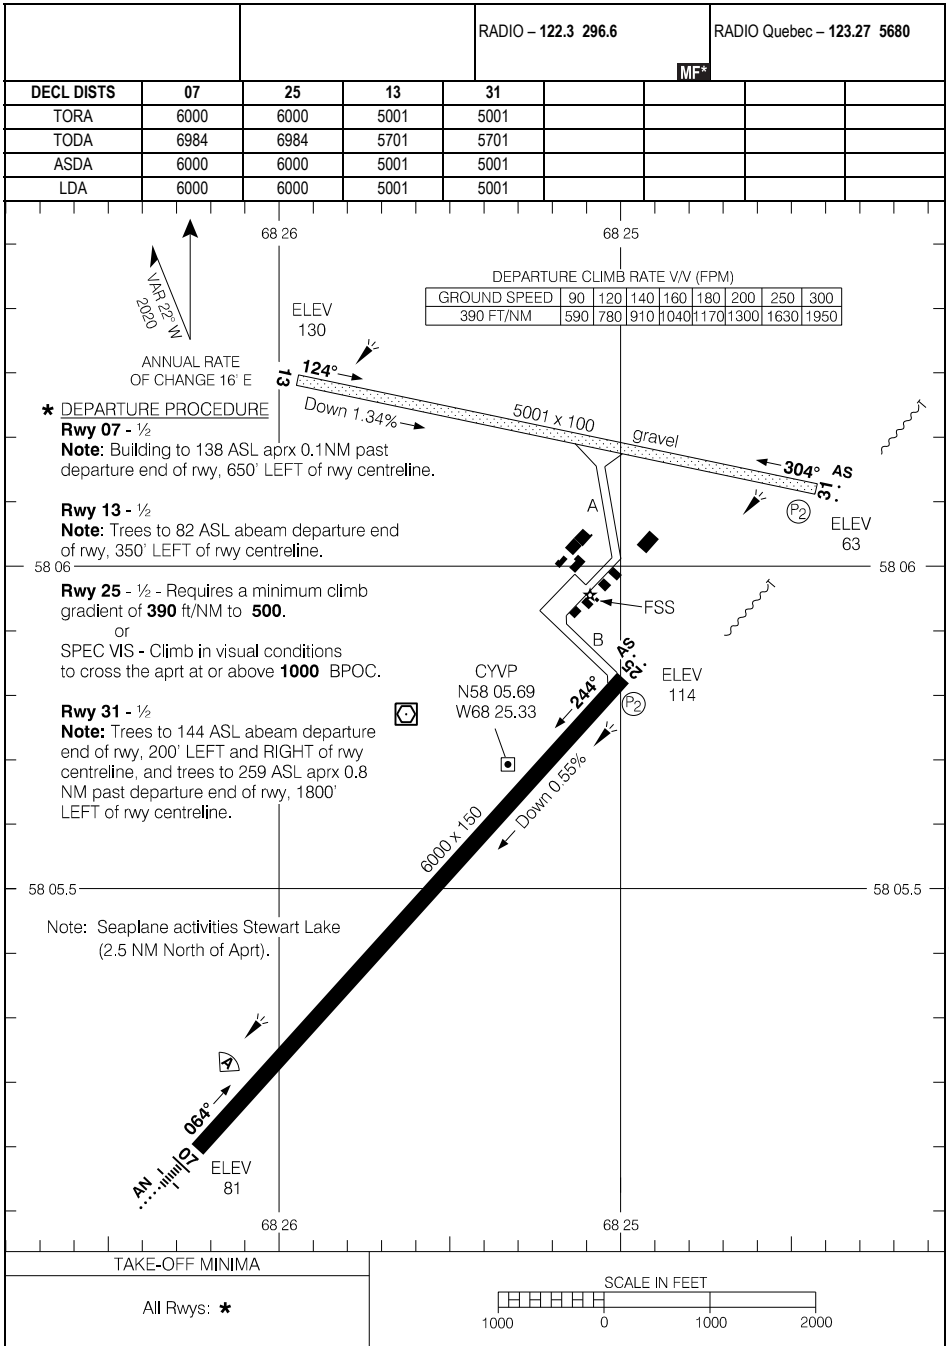 RADIO – 122.3 296.6
RADIO Quebec – 123.27 5680
MF*
DECL DISTS 07 25 13 31
TORA 6000 6000 5001 5001
TODA 6984 6984 5701 5701
ASDA 6000 6000 5001 5001
LDA 6000 6000 5001 5001
68 26
68 25
VAR 22° W
2020
ANNUAL RATE
OF CHANGE 16' E
DEPARTURE CLIMB RATE V/V (FPM)
GROUND SPEED 90 120 140 160 180 200 250 300
390 FT/NM 590 780 910 1040 1170 1300 1630 1950
ELEV
130
13
124°
Down 1.34%
5001 x 100
gravel
304°
AS
31
P2
ELEV
63
T
* DEPARTURE PROCEDURE
Rwy 07 - ½
Note: Building to 138 ASL aprx 0.1NM past
departure end of rwy, 650' LEFT of rwy centreline.
Rwy 13 - ½
Note: Trees to 82 ASL abeam departure end
of rwy, 350' LEFT of rwy centreline.
58 06
58 06
Rwy 25 - ½ - Requires a minimum climb
gradient of 390 ft/NM to 500.
or
SPEC VIS - Climb in visual conditions
to cross the aprt at or above 1000 BPOC.
Rwy 31 - ½
Note: Trees to 144 ASL abeam departure
end of rwy, 200' LEFT and RIGHT of rwy
centreline, and trees to 259 ASL aprx 0.8
NM past departure end of rwy, 1800'
LEFT of rwy centreline.
A
FSS
T
B
AS
25
ELEV
114
P2
CYVP
N58 05.69
W68 25.33
244°
Down 0.55%
6000 x 150
58 05.5
58 05.5
Note: Seaplane activities Stewart Lake
(2.5 NM North of Aprt).
A
064°
07
AN
ELEV
81
68 26
68 25
TAKE-OFF MINIMA
All Rwys: *
SCALE IN FEET
1000 0 1000 2000